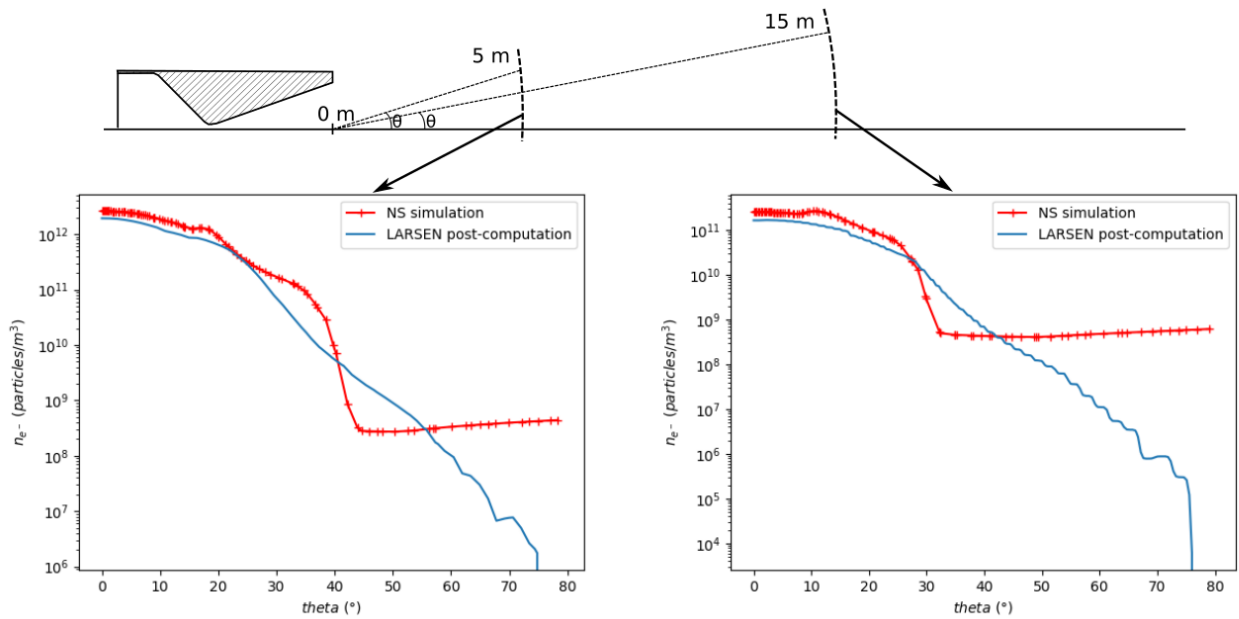 15 m
5 m
0 m
θ
θ
NS simulation
LARSEN post-computation
10¹²
10¹¹
10¹⁰
10⁹
10⁸
10⁷
10⁶
n_e⁻ (particles/m³)
0 10 20 30 40 50 60 70 80
theta (°)
NS simulation
LARSEN post-computation
10¹¹
10¹⁰
10⁹
10⁸
10⁷
10⁶
10⁵
10⁴
n_e⁻ (particles/m³)
0 10 20 30 40 50 60 70 80
theta (°)